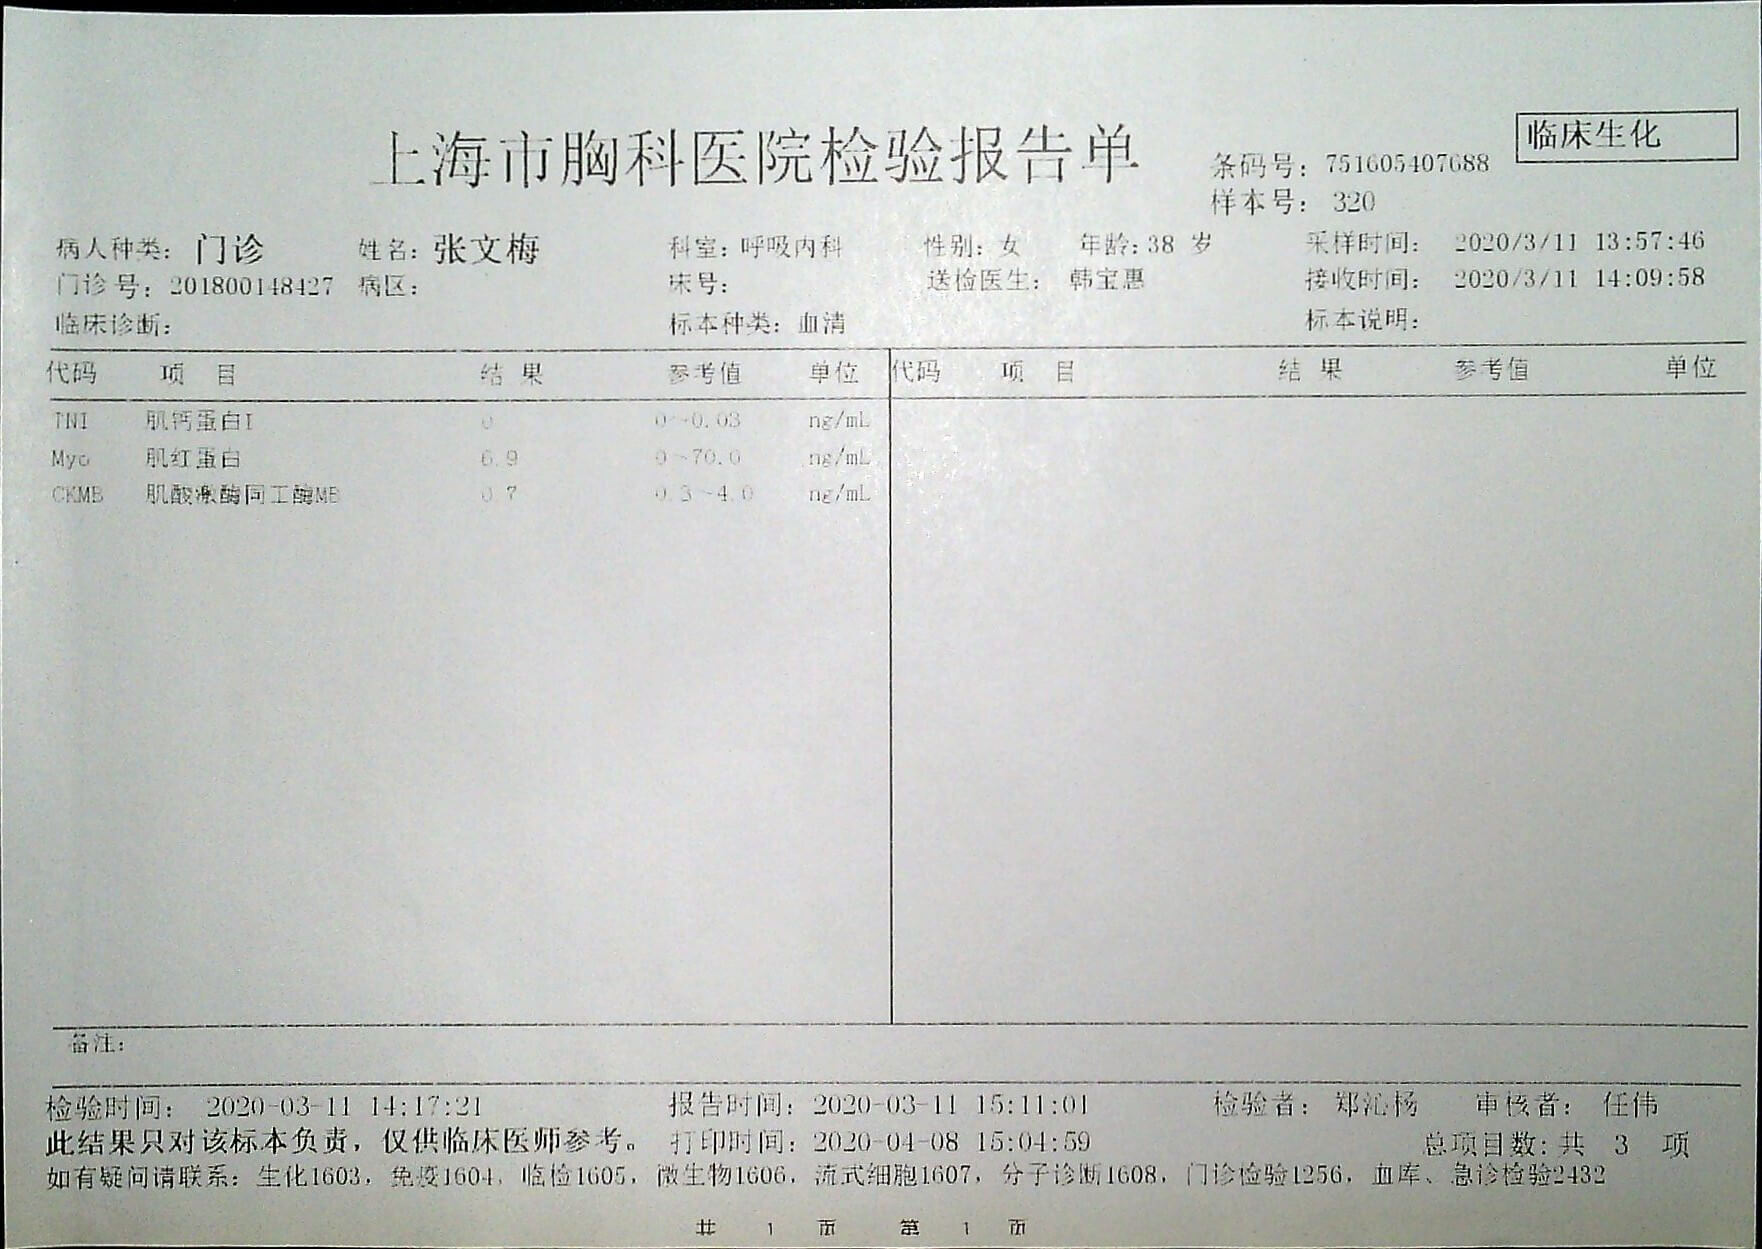 临床生化
上海市胸科医院检验报告单
条码号: 751605407688
样本号: 320
病人种类: 门诊 姓名: 张文梅 科室: 呼吸内科 性别: 女 年龄: 38 岁 采样时间: 2020/3/11 13:57:46
门诊号: 201800148427 病区: 床号: 送检医生: 韩宝惠 接收时间: 2020/3/11 14:09:58
临床诊断: 标本种类: 血清 标本说明:
代码 项 目 结 果 参考值 单位 代码 项 目 结 果 参考值 单位
TNI 肌钙蛋白I 0 0~0.03 ng/mL
Myo 肌红蛋白 6.9 0~70.0 ng/mL
CKMB 肌酸激酶同工酶MB 0.7 0.3~4.0 ng/mL
备注:
检验时间: 2020-03-11 14:17:21 报告时间: 2020-03-11 15:11:01 检验者: 郑沁杨 审核者: 任伟
此结果只对该标本负责，仅供临床医师参考。 打印时间: 2020-04-08 15:04:59 总项目数: 共 3 项
如有疑问请联系: 生化1603, 免疫1604, 临检1605, 微生物1606, 流式细胞1607, 分子诊断1608, 门诊检验1256, 血库、急诊检验2432
共 1 页 第 1 页